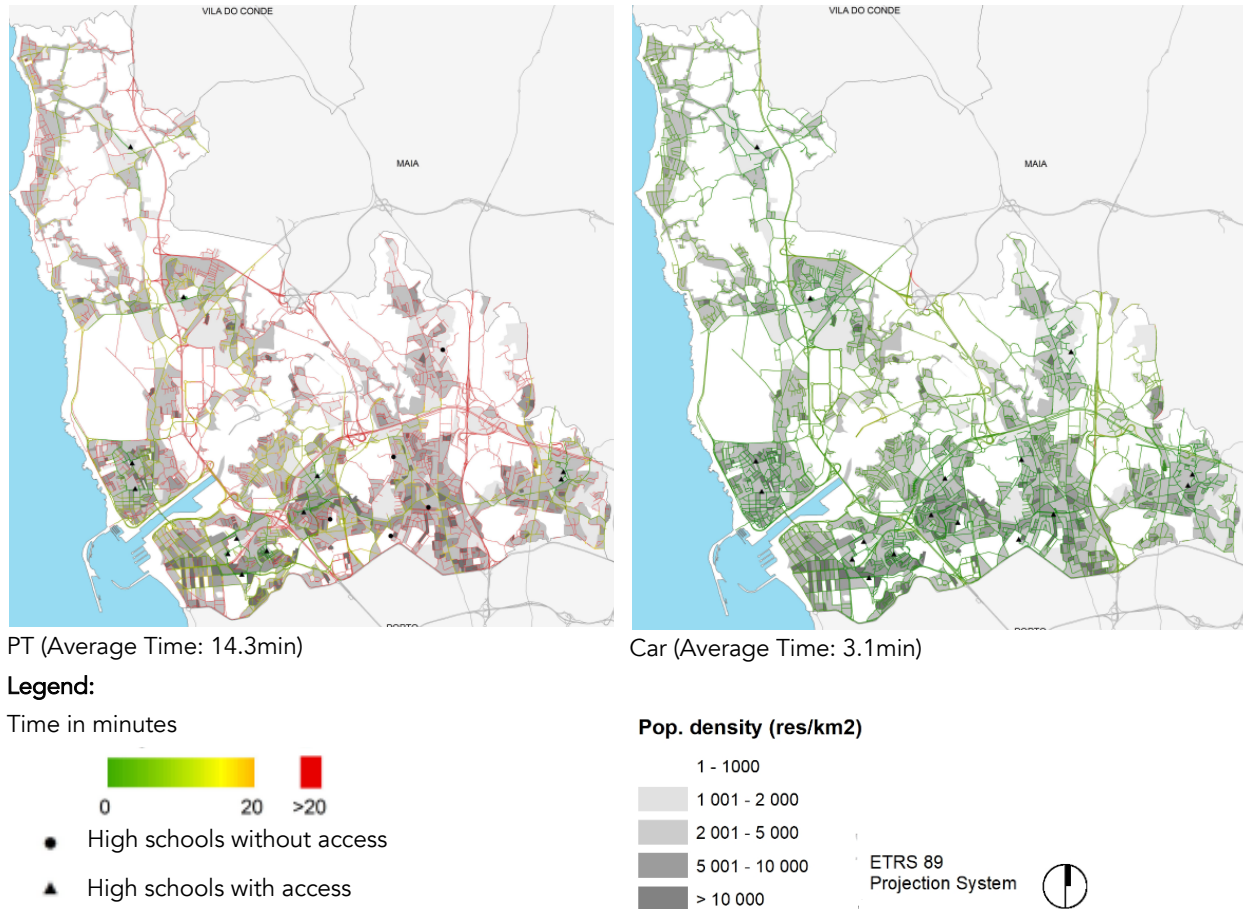 VILA DO CONDE
VILA DO CONDE
MAIA
MAIA
PORTO
PORTO
PT (Average Time: 14.3min)
Car (Average Time: 3.1min)
Legend:
Time in minutes
0 20 >20
High schools without access
High schools with access
Pop. density (res/km2)
1 - 1000
1 001 - 2 000
2 001 - 5 000
5 001 - 10 000
> 10 000
ETRS 89
Projection System